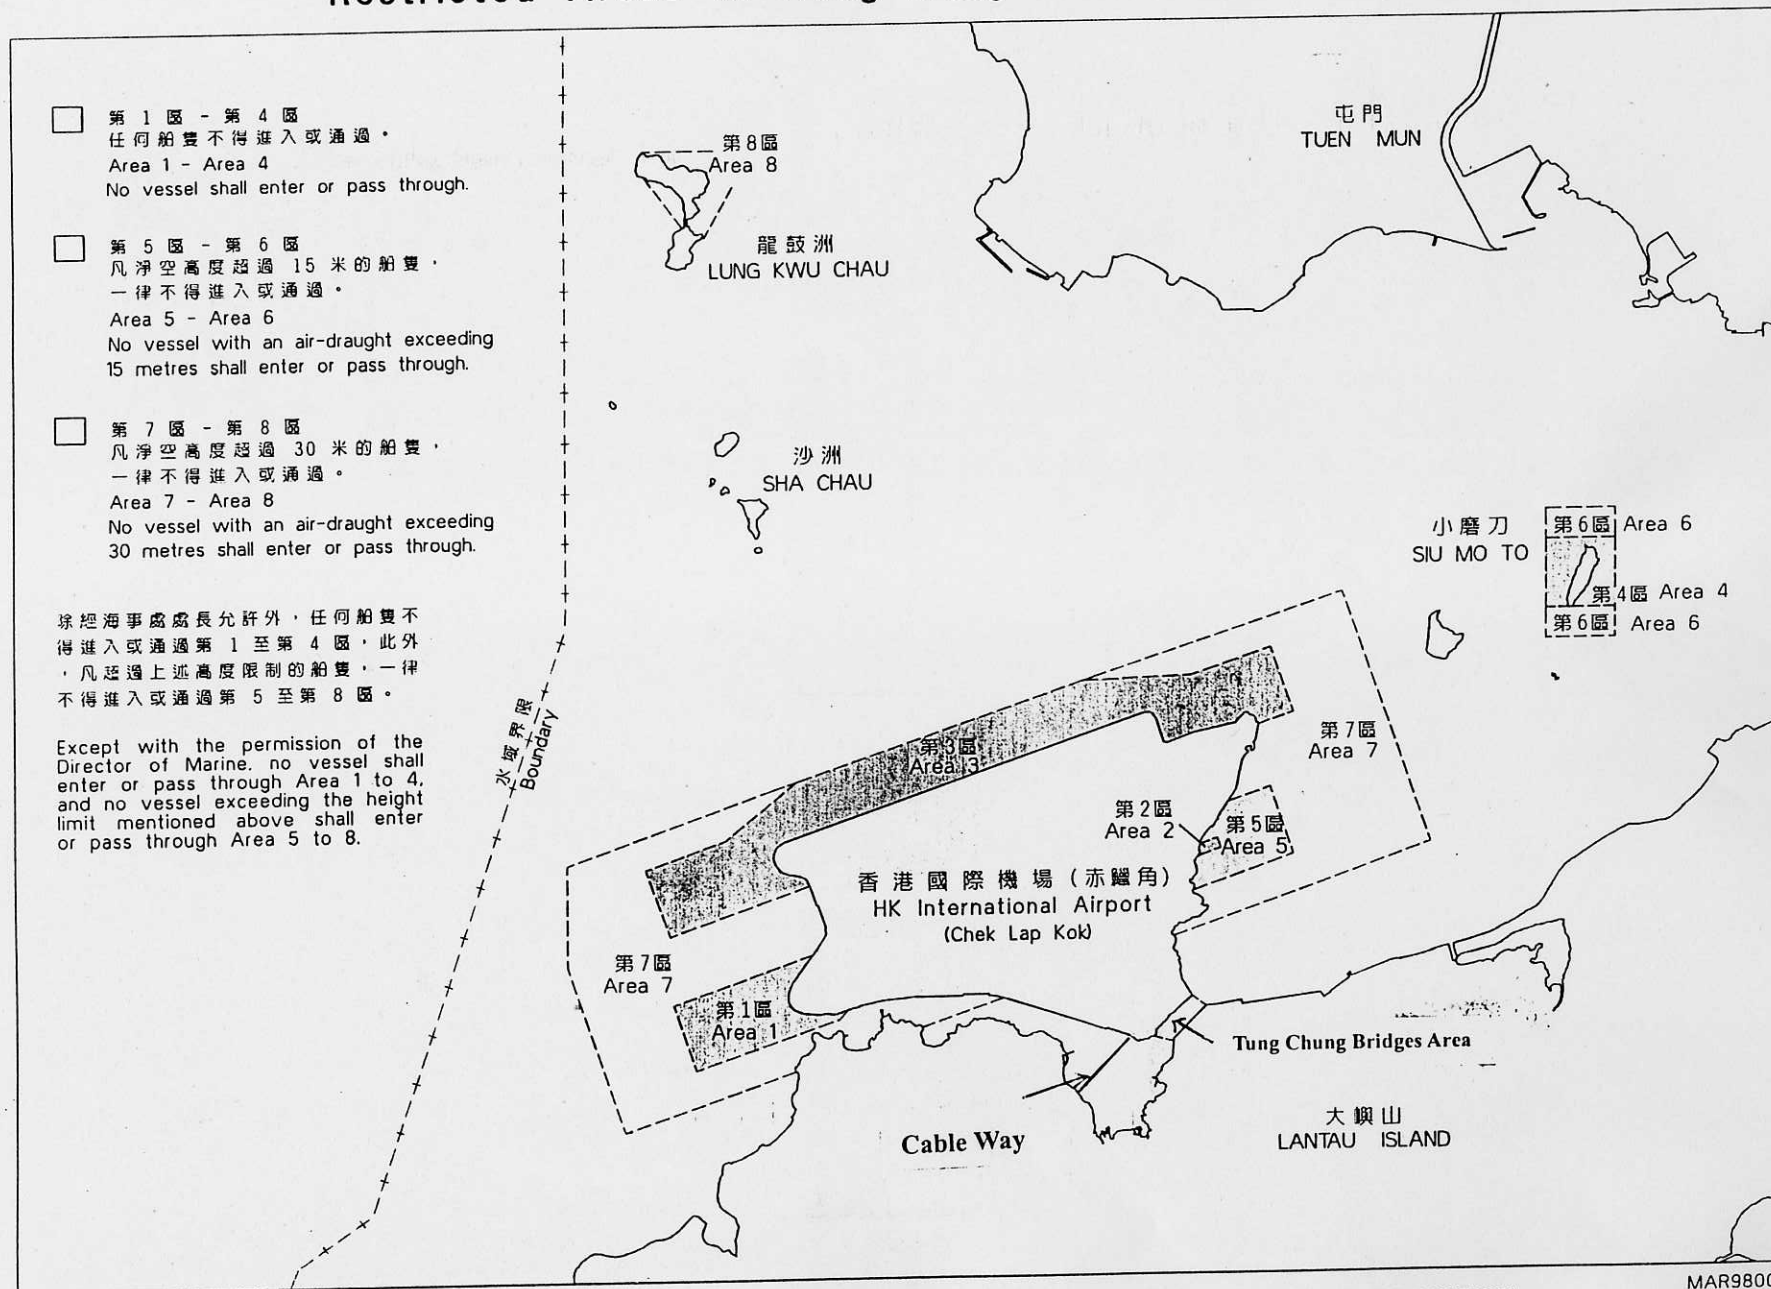 第 1 區 - 第 4 區
任何船隻不得進入或通過。
Area 1 - Area 4
No vessel shall enter or pass through.
第 5 區 - 第 6 區
凡淨空高度超過 15 米的船隻，
一律不得進入或通過。
Area 5 - Area 6
No vessel with an air-draught exceeding
15 metres shall enter or pass through.
第 7 區 - 第 8 區
凡淨空高度超過 30 米的船隻，
一律不得進入或通過。
Area 7 - Area 8
No vessel with an air-draught exceeding
30 metres shall enter or pass through.
除經海事處處長允許外，任何船隻不
得進入或通過第 1 至第 4 區，此外
，凡超過上述高度限制的船隻，一律
不得進入或通過第 5 至第 8 區。
Except with the permission of the
Director of Marine. no vessel shall
enter or pass through Area 1 to 4,
and no vessel exceeding the height
limit mentioned above shall enter
or pass through Area 5 to 8.
水域界限
Boundary
第8區
Area 8
龍鼓洲
LUNG KWU CHAU
屯門
TUEN MUN
沙洲
SHA CHAU
小磨刀
SIU MO TO
第6區 Area 6
第4區 Area 4
第6區 Area 6
第3區
Area 3
第7區
Area 7
第2區
Area 2
第5區
Area 5
香港國際機場(赤鱲角)
HK International Airport
(Chek Lap Kok)
第7區
Area 7
第1區
Area 1
Tung Chung Bridges Area
Cable Way
大嶼山
LANTAU ISLAND